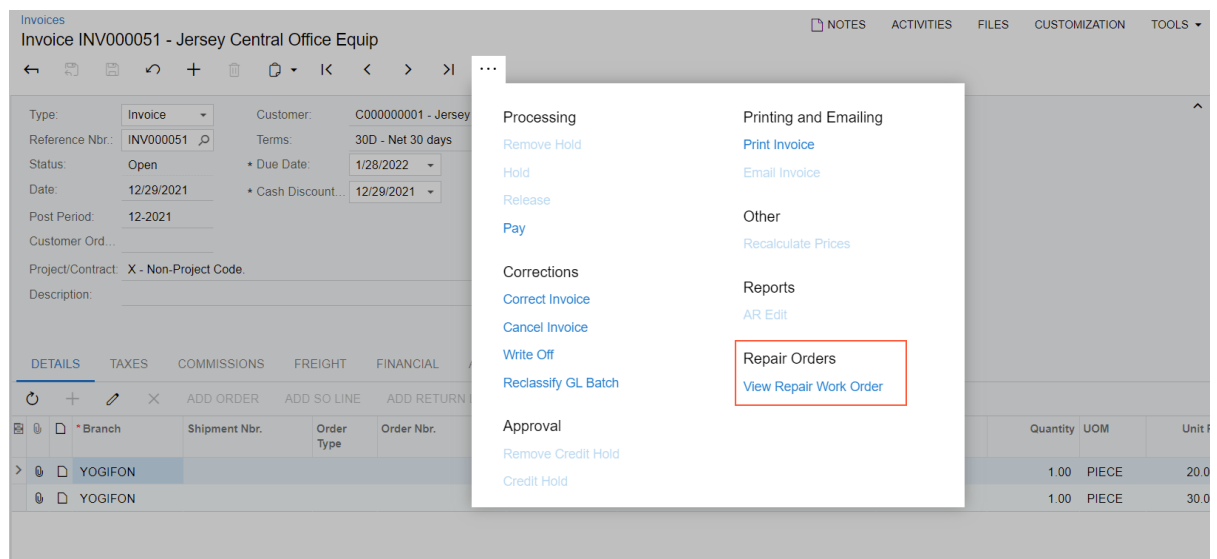 Invoices
Invoice INV000051 - Jersey Central Office Equip
NOTES ACTIVITIES FILES CUSTOMIZATION TOOLS
...
Type: Invoice Customer: C000000001 - Jersey
Reference Nbr.: INV000051 Terms: 30D - Net 30 days
Status: Open * Due Date: 1/28/2022
Date: 12/29/2021 * Cash Discount... 12/29/2021
Post Period: 12-2021
Customer Ord...
Project/Contract: X - Non-Project Code.
Description:
Processing
Remove Hold
Hold
Release
Pay
Corrections
Correct Invoice
Cancel Invoice
Write Off
Reclassify GL Batch
Approval
Remove Credit Hold
Credit Hold
Printing and Emailing
Print Invoice
Email Invoice
Other
Recalculate Prices
Reports
AR Edit
Repair Orders
View Repair Work Order
DETAILS TAXES COMMISSIONS FREIGHT FINANCIAL
ADD ORDER ADD SO LINE ADD RETURN
* Branch Shipment Nbr. Order Type Order Nbr. Quantity UOM Unit
YOGIFON 1.00 PIECE 20.0
YOGIFON 1.00 PIECE 30.0